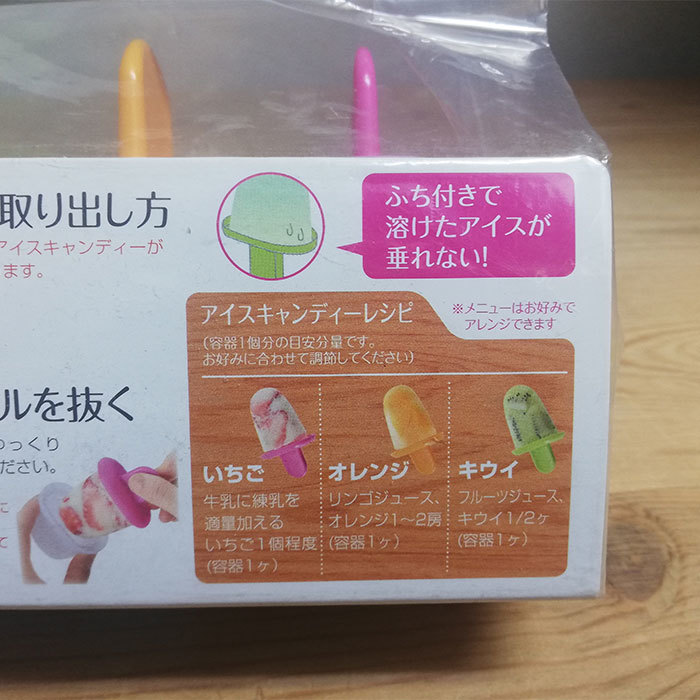 取り出し方
アイスキャンディーが
ます。
ふち付きで
溶けたアイスが
垂れない!
アイスキャンディーレシピ
(容器1個分の目安分量です。
お好みに合わせて調節してください)
※メニューはお好みで
アレンジできます
ルを抜く
ゆっくり
ださい。
に
て
いちご
牛乳に練乳を
適量加える
いちご1個程度
(容器1ヶ)
オレンジ
リンゴジュース、
オレンジ1〜2房
(容器1ヶ)
キウイ
フルーツジュース、
キウイ1/2ヶ
(容器1ヶ)